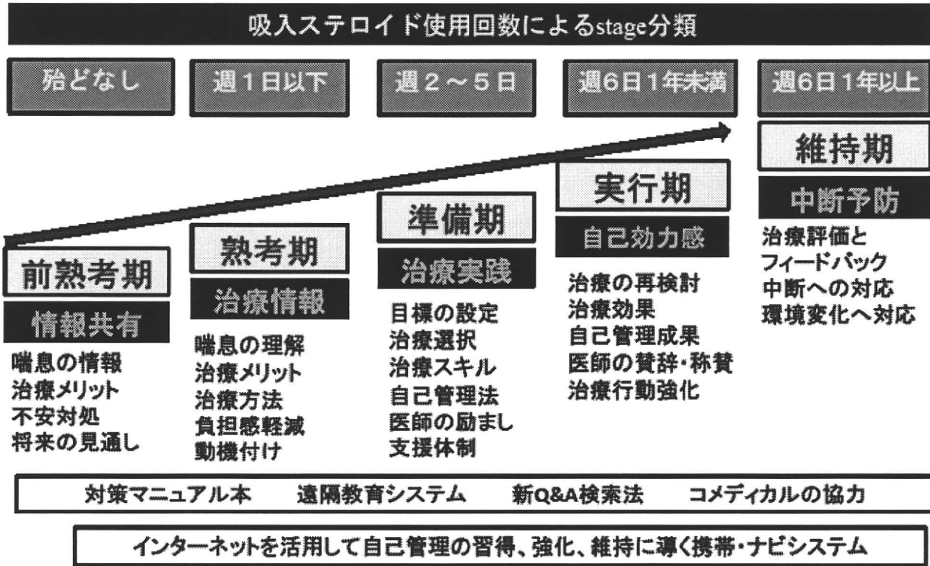 吸入ステロイド使用回数によるstage分類
殆どなし
週1日以下
週2～5日
週6日1年未満
週6日1年以上
前熟考期
情報共有
喘息の情報
治療メリット
不安対処
将来の見通し
熟考期
治療情報
喘息の理解
治療メリット
治療方法
負担感軽減
動機付け
準備期
治療実践
目標の設定
治療選択
治療スキル
自己管理法
医師の励まし
支援体制
実行期
自己効力感
治療の再検討
治療効果
自己管理成果
医師の賛辞・称賛
治療行動強化
維持期
中断予防
治療評価と
フィードバック
中断への対応
環境変化へ対応
対策マニュアル本 遠隔教育システム 新Q&A検索法 コメディカルの協力
インターネットを活用して自己管理の習得、強化、維持に導く携帯・ナビシステム